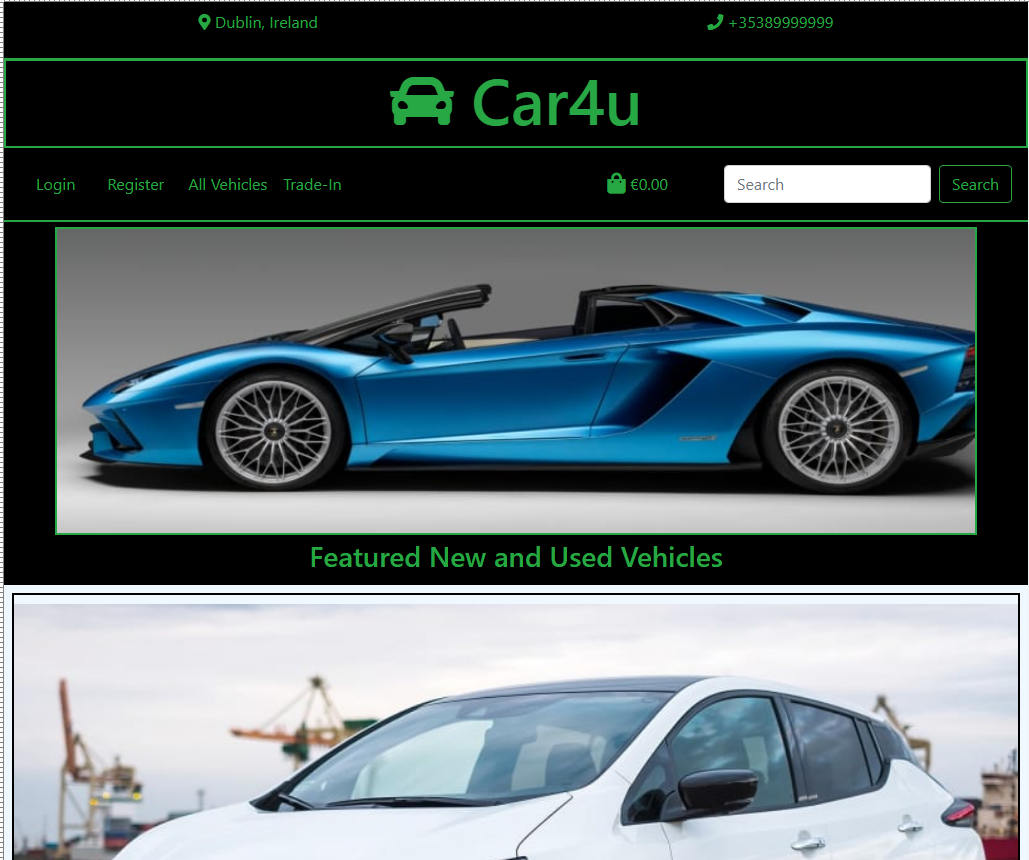 Dublin, Ireland
+35389999999
Car4u
Login Register All Vehicles Trade-In €0.00 Search Search
Featured New and Used Vehicles